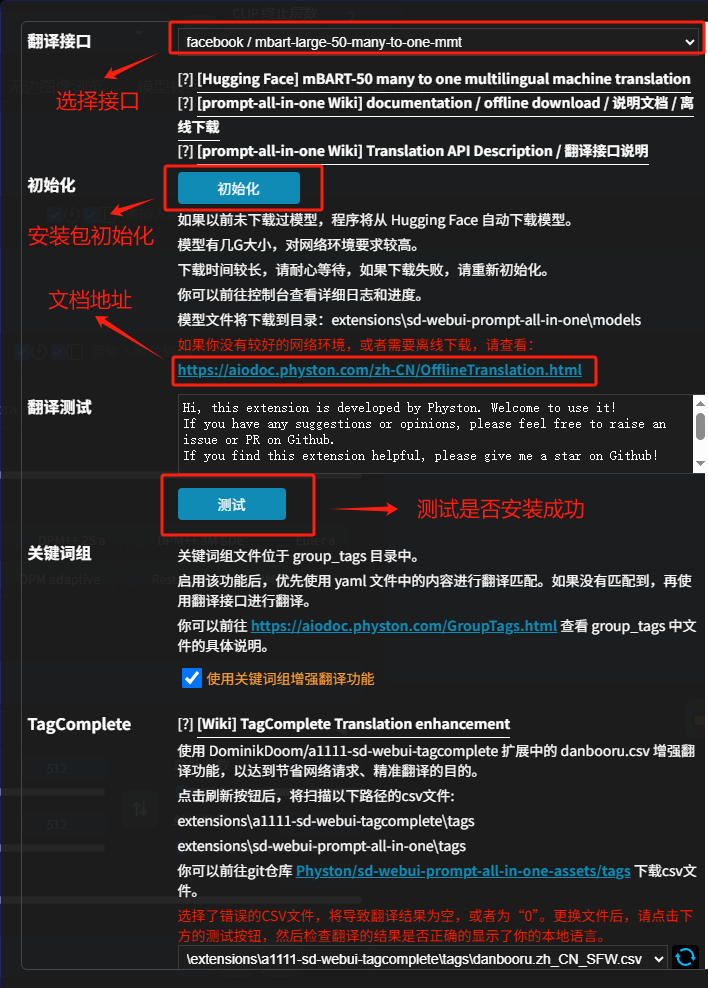 CLIP 终止层数
翻译接口
facebook / mbart-large-50-many-to-one-mmt
[?] [Hugging Face] mBART-50 many to one multilingual machine translation
选择接口
[?] [prompt-all-in-one Wiki] documentation / offline download / 说明文档 / 离
线下载
[?] [prompt-all-in-one Wiki] Translation API Description / 翻译接口说明
初始化
初始化
如果以前未下载过模型，程序将从 Hugging Face 自动下载模型。
安装包初始化
模型有几G大小，对网络环境要求较高。
下载时间较长，请耐心等待，如果下载失败，请重新初始化。
文档地址
你可以前往控制台查看详细日志和进度。
模型文件将下载到目录：extensions\sd-webui-prompt-all-in-one\models
如果你没有较好的网络环境，或者需要离线下载，请查看：
https://aiodoc.physton.com/zh-CN/OfflineTranslation.html
翻译测试
Hi, this extension is developed by Physton. Welcome to use it!
If you have any suggestions or opinions, please feel free to raise an
issue or PR on Github.
If you find this extension helpful, please give me a star on Github!
测试
测试是否安装成功
关键词组
关键词组文件位于 group_tags 目录中。
启用该功能后，优先使用 yaml 文件中的内容进行翻译匹配。如果没有匹配到，再使
用翻译接口进行翻译。
DPM adaptive
你可以前往 https://aiodoc.physton.com/GroupTags.html 查看 group_tags 中文
件的具体说明。
使用关键词组增强翻译功能
TagComplete
[?] [Wiki] TagComplete Translation enhancement
使用 DominikDoom/a1111-sd-webui-tagcomplete 扩展中的 danbooru.csv 增强翻
译功能，以达到节省网络请求、精准翻译的目的。
512
点击刷新按钮后，将扫描以下路径的csv文件:
extensions\a1111-sd-webui-tagcomplete\tags
512
extensions\sd-webui-prompt-all-in-one\tags
你可以前往git仓库 Physton/sd-webui-prompt-all-in-one-assets/tags 下载csv文
件。
选择了错误的CSV文件，将导致翻译结果为空，或者为“0”。更换文件后，请点击下
方的测试按钮，然后检查翻译的结果是否正确的显示了你的本地语言。
\extensions\a1111-sd-webui-tagcomplete\tags\danbooru.zh_CN_SFW.csv